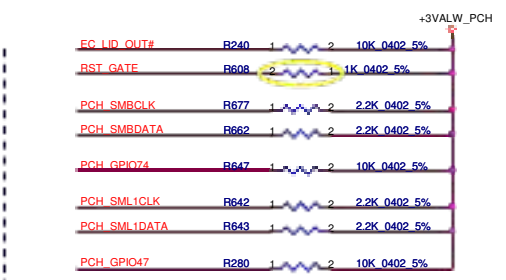 +3VALW_PCH
EC_LID_OUT# R240 1 2 10K_0402_5%
RST_GATE R608 2 1 1K_0402_5%
PCH_SMBCLK R677 1 2 2.2K_0402_5%
PCH_SMBDATA R662 1 2 2.2K_0402_5%
PCH_GPIO74 R647 1 2 10K_0402_5%
PCH_SML1CLK R642 1 2 2.2K_0402_5%
PCH_SML1DATA R643 1 2 2.2K_0402_5%
PCH_GPIO47 R280 1 2 10K_0402_5%